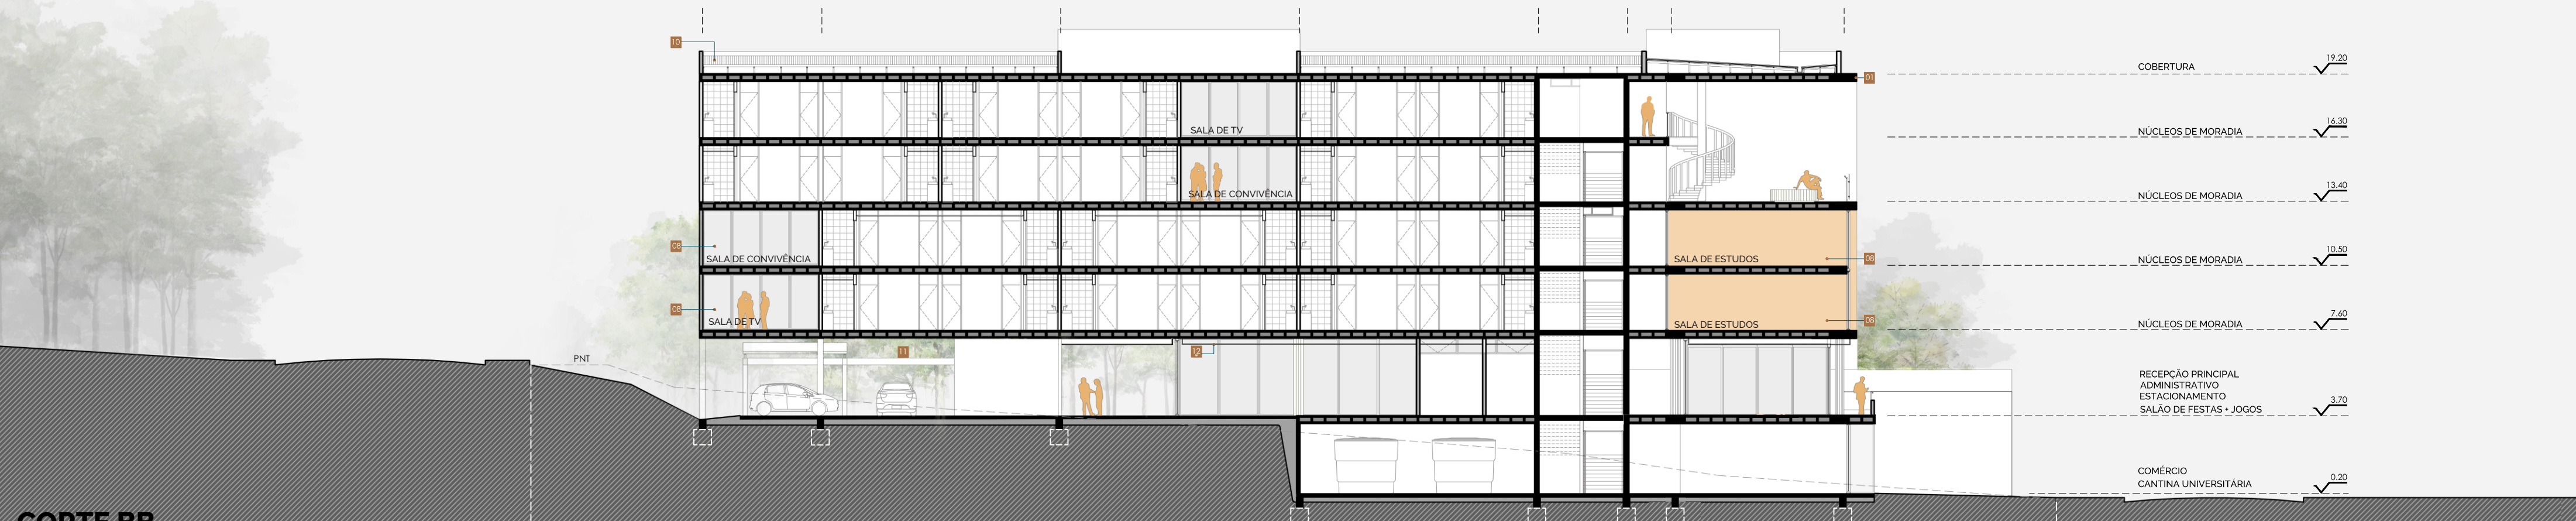 10
01
COBERTURA
19.20
SALA DE TV
NÚCLEOS DE MORADIA
16.30
SALA DE CONVIVÊNCIA
NÚCLEOS DE MORADIA
13.40
08
SALA DE CONVIVÊNCIA
SALA DE ESTUDOS
08
NÚCLEOS DE MORADIA
10.50
08
SALA DE TV
SALA DE ESTUDOS
08
NÚCLEOS DE MORADIA
7.60
PNT
11
12
RECEPÇÃO PRINCIPAL
ADMINISTRATIVO
ESTACIONAMENTO
SALÃO DE FESTAS + JOGOS
3.70
COMÉRCIO
CANTINA UNIVERSITÁRIA
0.20
CORTE BB